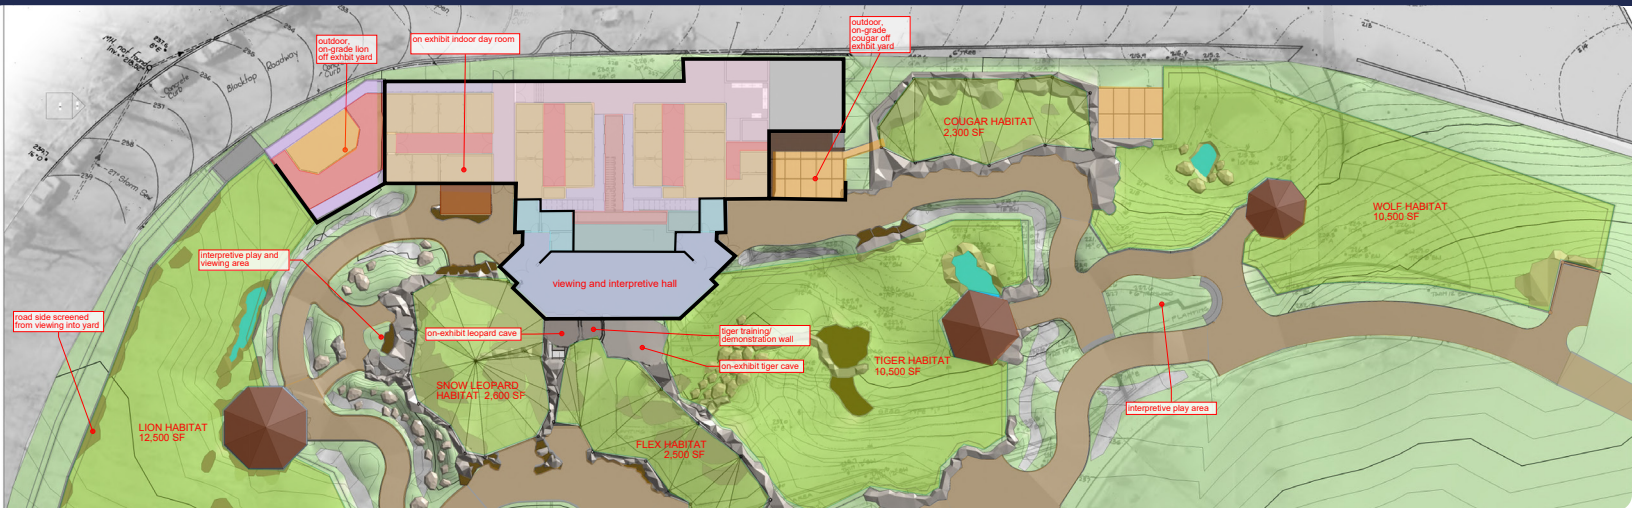 outdoor,
on-grade lion
off exhbit yard
on exhibit indoor day room
outdoor,
on-grade
cougar off
exhbit yard
COUGAR HABITAT
2,300 SF
WOLF HABITAT
10,500 SF
interpretive play and
viewing area
viewing and interpretive hall
road side screened
from viewing into yard
on-exhibit leopard cave
tiger training/
demonstration wall
on-exhibit tiger cave
TIGER HABITAT
10,500 SF
SNOW LEOPARD
HABITAT 2,600 SF
interpretive play area
LION HABITAT
12,500 SF
FLEX HABITAT
2,500 SF
Blacktop Roadway
Concrete
Curb